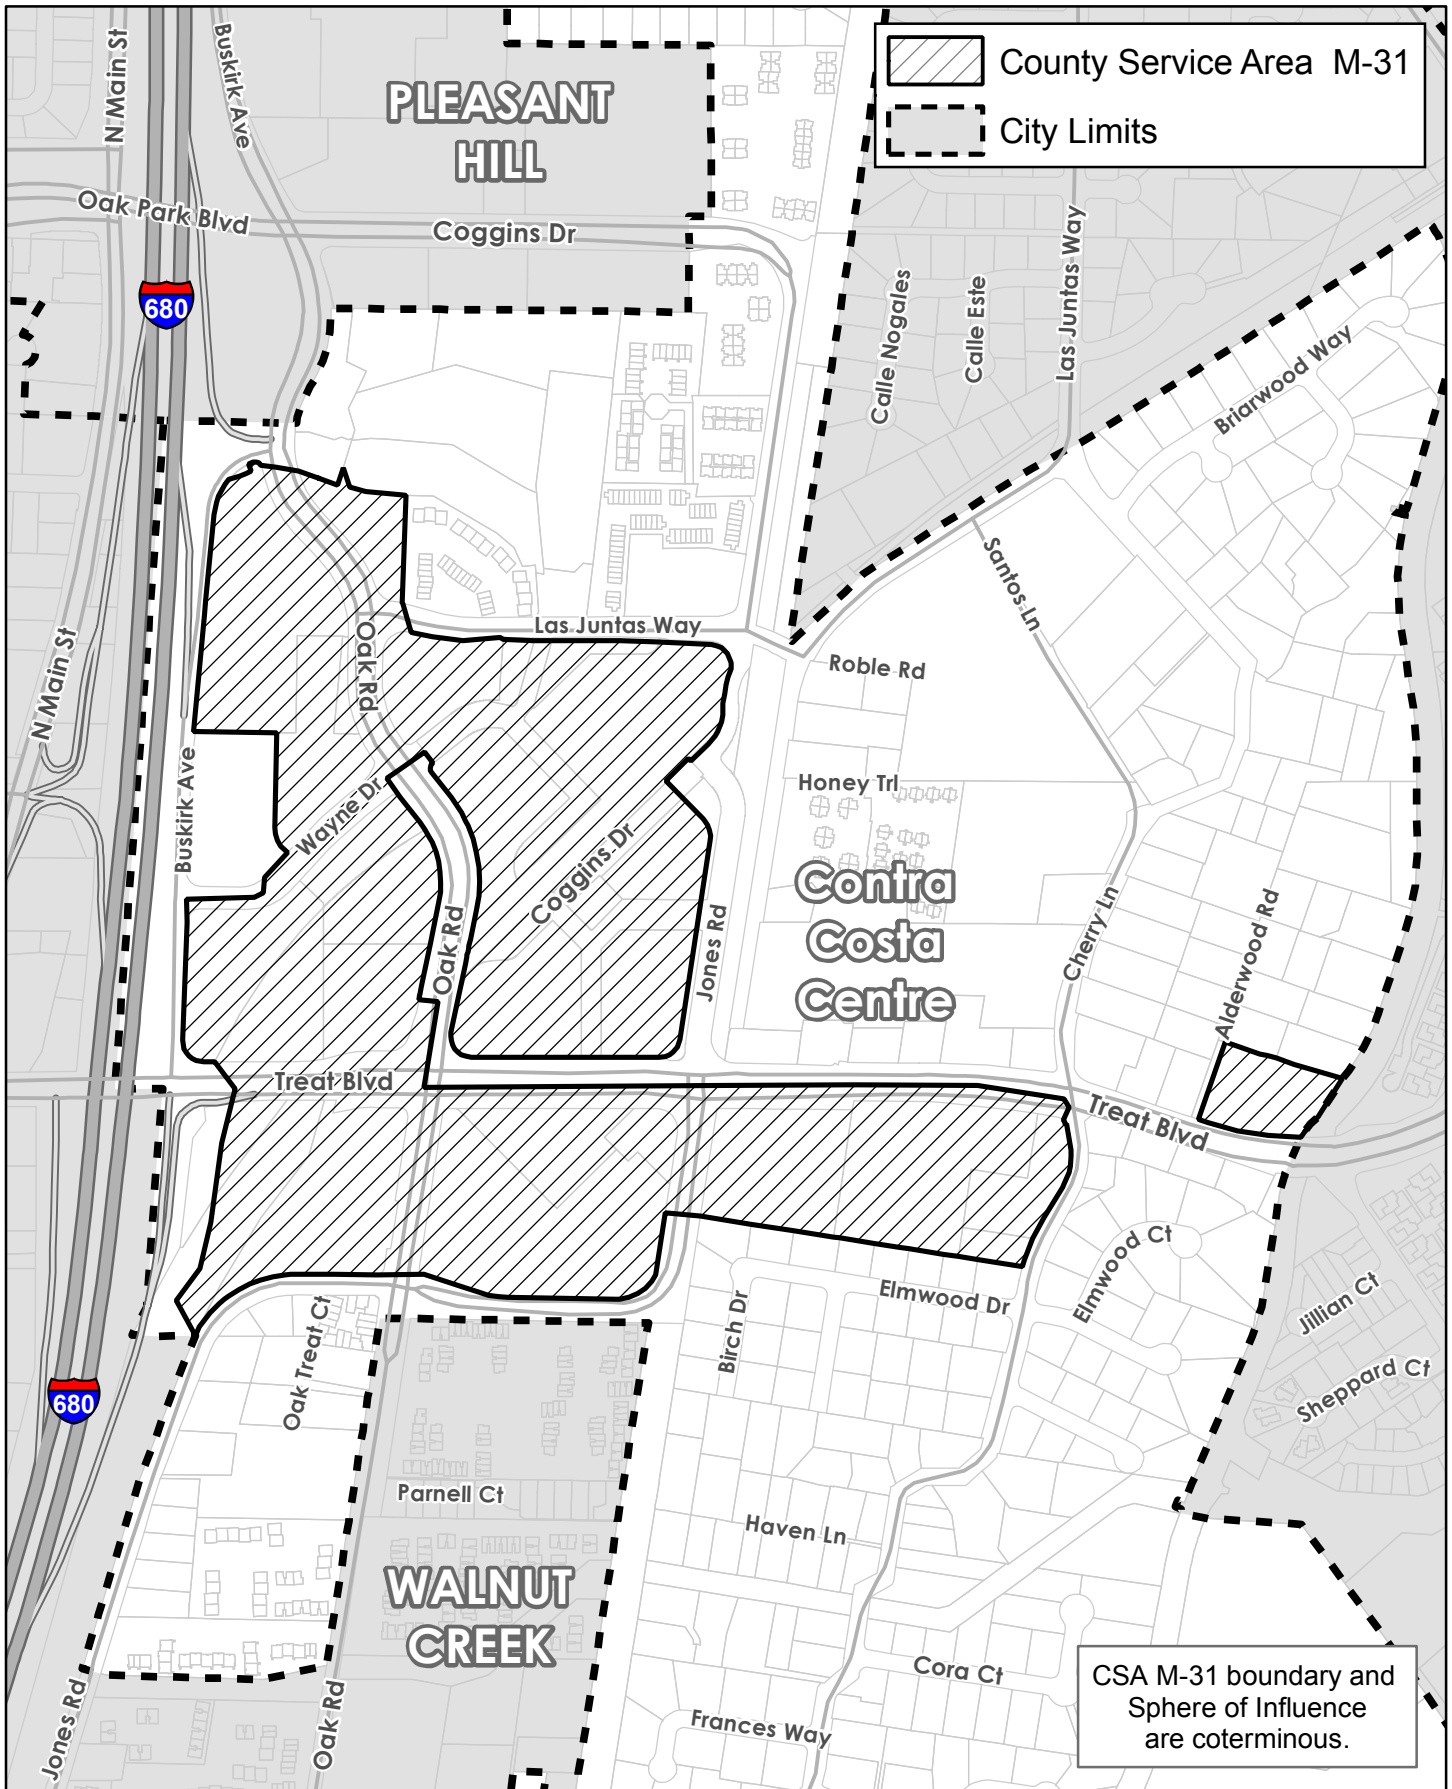 County Service Area M-31
City Limits
N Main St
Buskirk Ave
PLEASANT
HILL
Oak Park Blvd
Coggins Dr
680
Calle Nogales
Calle Este
Las Juntas Way
Briarwood Way
Santos Ln
Las Juntas Way
Oak Rd
N Main St
Roble Rd
Buskirk Ave
Wayne Dr
Honey Trl
Coggins Dr
Contra
Costa
Centre
Oak Rd
Jones Rd
Cherry Ln
Alderwood Rd
Treat Blvd
Treat Blvd
Elmwood Ct
Elmwood Dr
Birch Dr
Oak Treat Ct
Jillian Ct
Sheppard Ct
680
Parnell Ct
Haven Ln
WALNUT
CREEK
Cora Ct
Frances Way
Jones Rd
Oak Rd
CSA M-31 boundary and
Sphere of Influence
are coterminous.